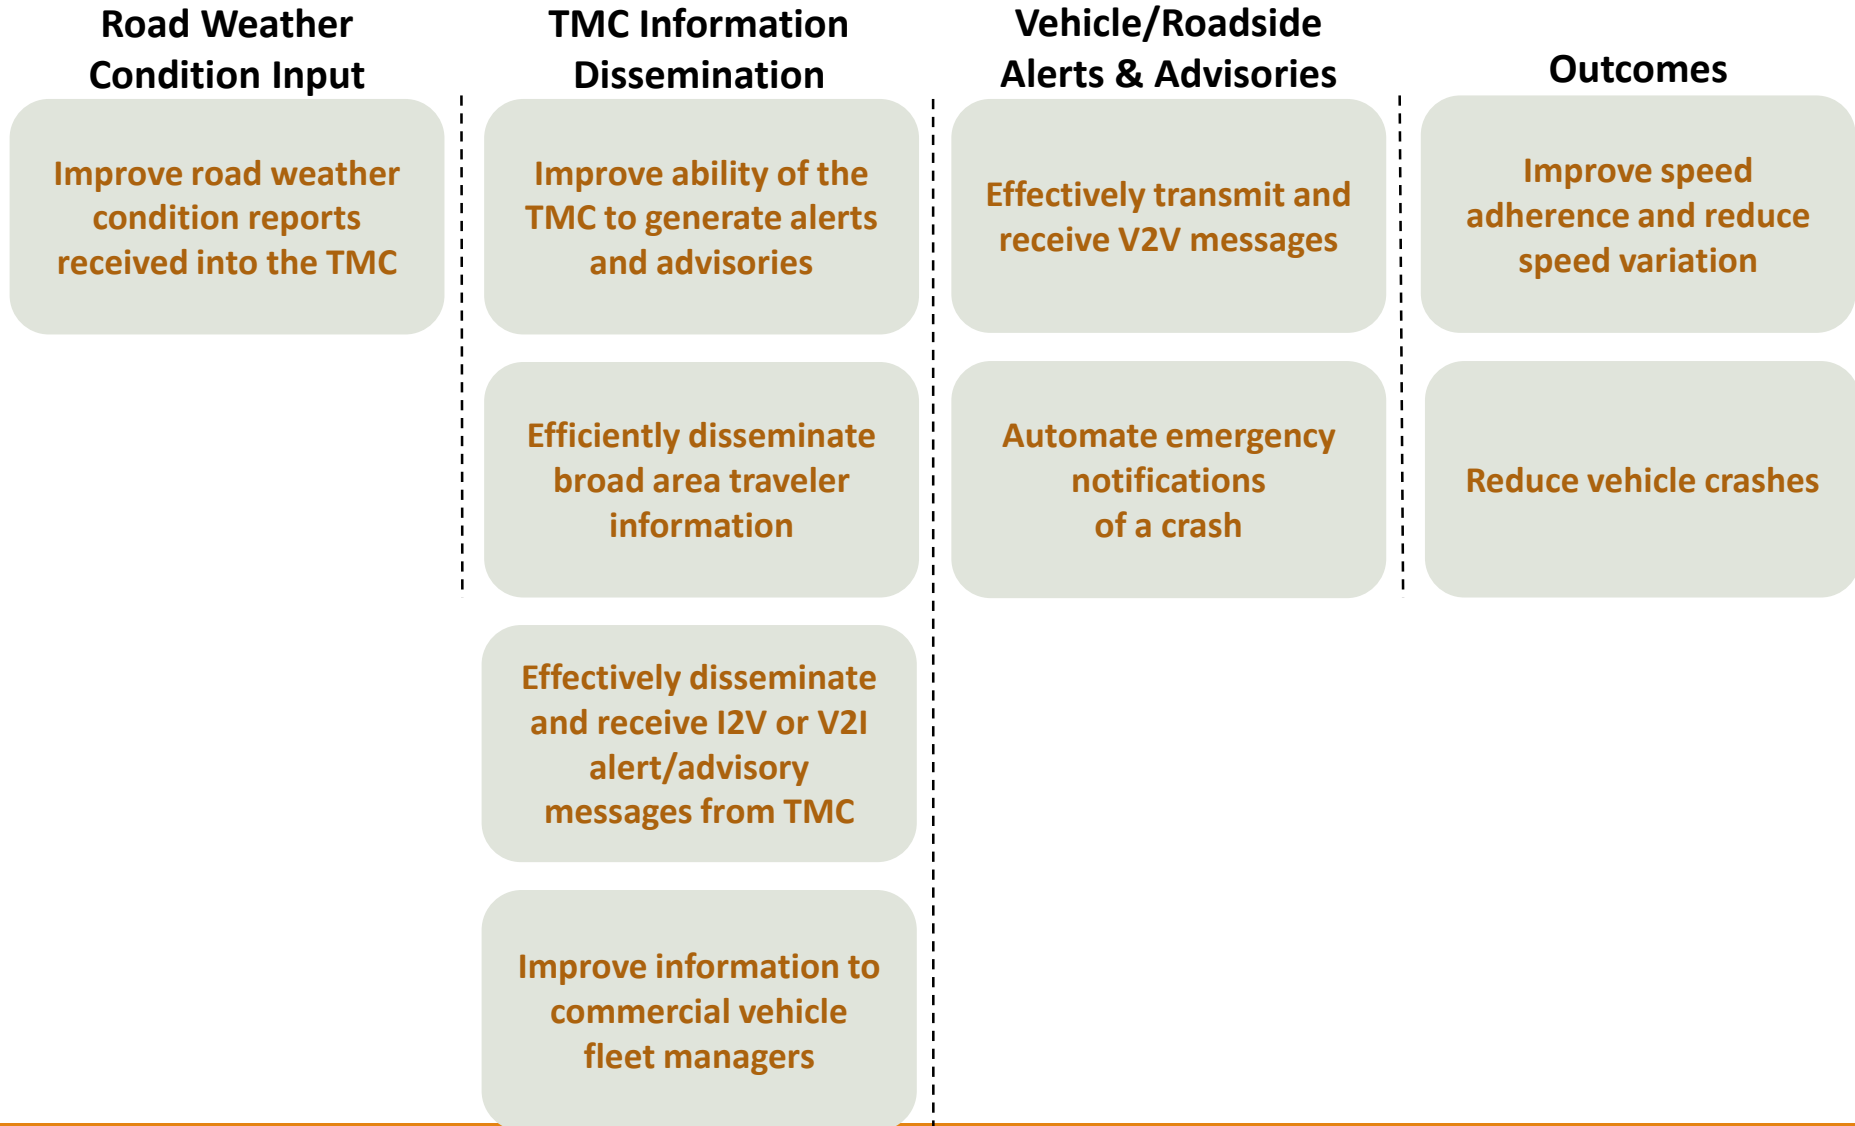 Road Weather
Condition Input
Improve road weather
condition reports
received into the TMC
TMC Information
Dissemination
Improve ability of the
TMC to generate alerts
and advisories
Efficiently disseminate
broad area traveler
information
Effectively disseminate
and receive I2V or V2I
alert/advisory
messages from TMC
Improve information to
commercial vehicle
fleet managers
Vehicle/Roadside
Alerts & Advisories
Effectively transmit and
receive V2V messages
Automate emergency
notifications
of a crash
Outcomes
Improve speed
adherence and reduce
speed variation
Reduce vehicle crashes